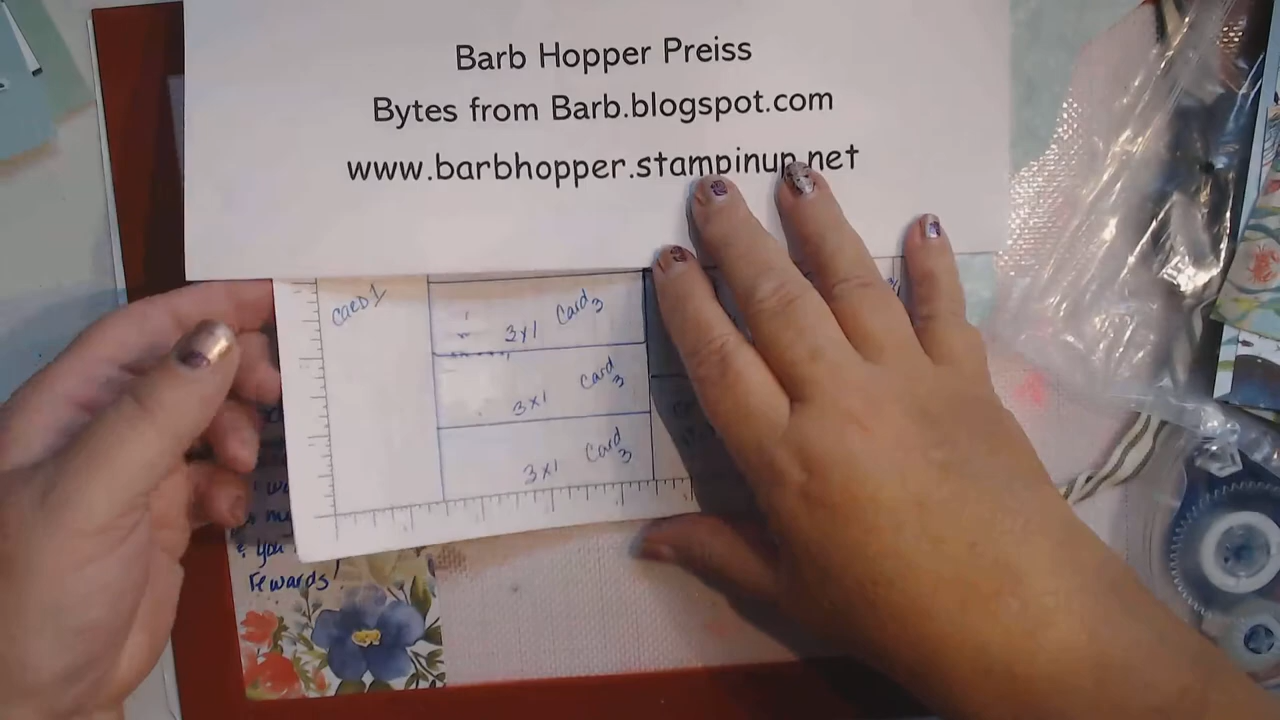 Barb Hopper Preiss
Bytes from Barb.blogspot.com
www.barbhopper.stampinup.net
Card 1
3x1 Card 3
3x1 Card 3
3x1 Card 3
& you
rewards!